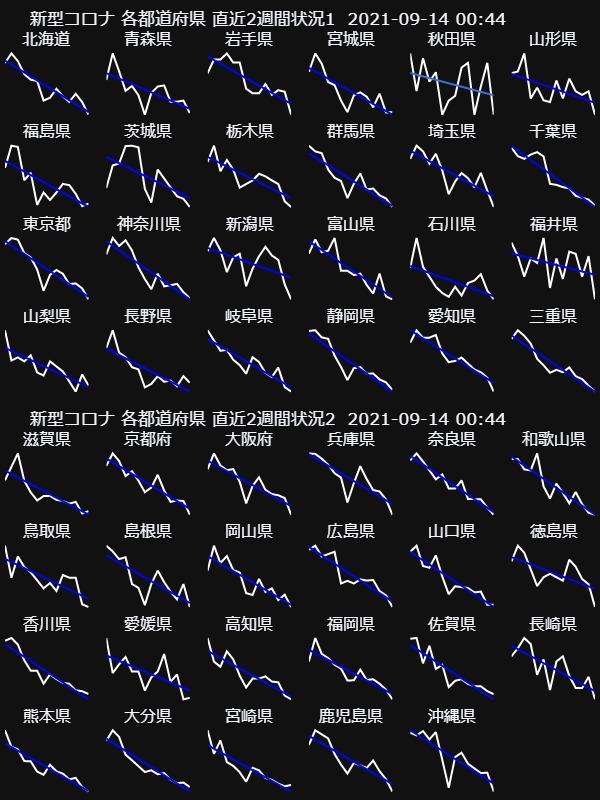 新型コロナ 各都道府県 直近2週間状況1 2021-09-14 00:44
北海道 青森県 岩手県 宮城県 秋田県 山形県
福島県 茨城県 栃木県 群馬県 埼玉県 千葉県
東京都 神奈川県 新潟県 富山県 石川県 福井県
山梨県 長野県 岐阜県 静岡県 愛知県 三重県
新型コロナ 各都道府県 直近2週間状況2 2021-09-14 00:44
滋賀県 京都府 大阪府 兵庫県 奈良県 和歌山県
鳥取県 島根県 岡山県 広島県 山口県 徳島県
香川県 愛媛県 高知県 福岡県 佐賀県 長崎県
熊本県 大分県 宮崎県 鹿児島県 沖縄県